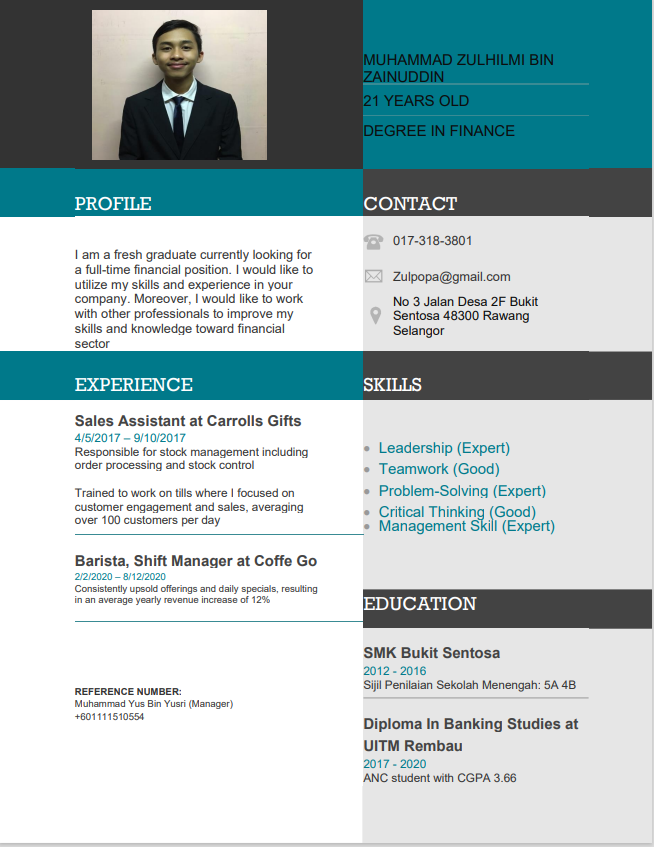 MUHAMMAD ZULHILMI BIN
ZAINUDDIN
21 YEARS OLD
DEGREE IN FINANCE
PROFILE
I am a fresh graduate currently looking for
a full-time financial position. I would like to
utilize my skills and experience in your
company. Moreover, I would like to work
with other professionals to improve my
skills and knowledge toward financial
sector
CONTACT
017-318-3801
Zulpopa@gmail.com
No 3 Jalan Desa 2F Bukit
Sentosa 48300 Rawang
Selangor
EXPERIENCE
Sales Assistant at Carrolls Gifts
4/5/2017 – 9/10/2017
Responsible for stock management including
order processing and stock control
Trained to work on tills where I focused on
customer engagement and sales, averaging
over 100 customers per day
Barista, Shift Manager at Coffe Go
2/2/2020 – 8/12/2020
Consistently upsold offerings and daily specials, resulting
in an average yearly revenue increase of 12%
REFERENCE NUMBER:
Muhammad Yus Bin Yusri (Manager)
+601111510554
SKILLS
Leadership (Expert)
Teamwork (Good)
Problem-Solving (Expert)
Critical Thinking (Good)
Management Skill (Expert)
EDUCATION
SMK Bukit Sentosa
2012 - 2016
Sijil Penilaian Sekolah Menengah: 5A 4B
Diploma In Banking Studies at
UITM Rembau
2017 - 2020
ANC student with CGPA 3.66